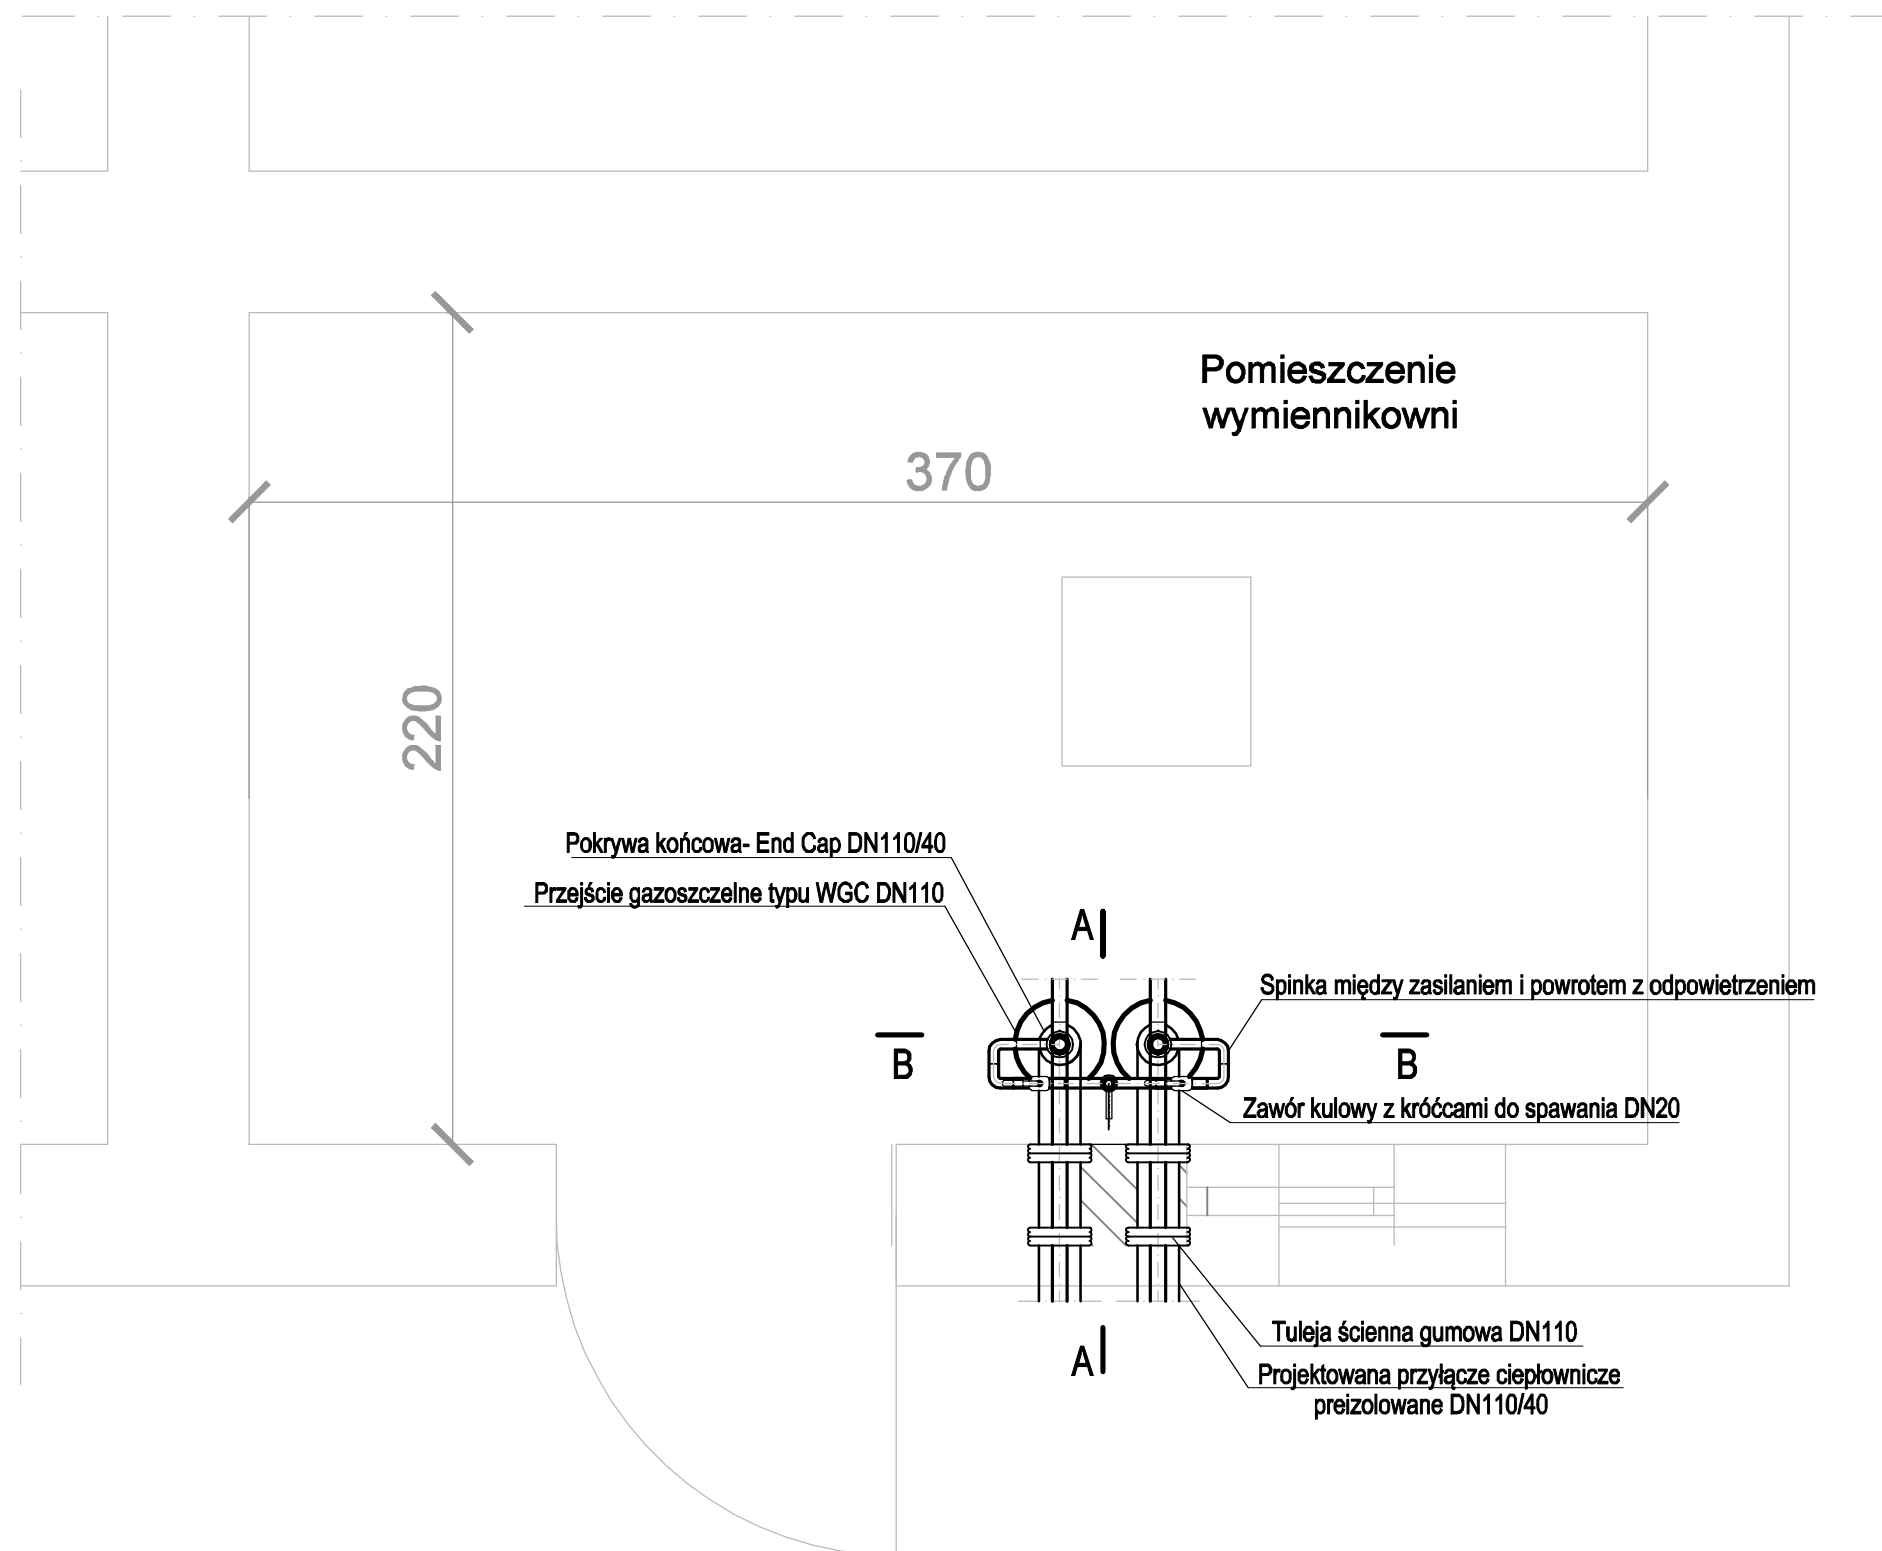 Pomieszczenie
wymiennikowni
370
220
Pokrywa końcowa- End Cap DN110/40
Przejście gazoszczelne typu WGC DN110
A
Spinka między zasilaniem i powrotem z odpowietrzeniem
B
B
Zawór kulowy z króćcami do spawania DN20
Tuleja ścienna gumowa DN110
A
Projektowana przyłącze ciepłownicze
preizolowane DN110/40